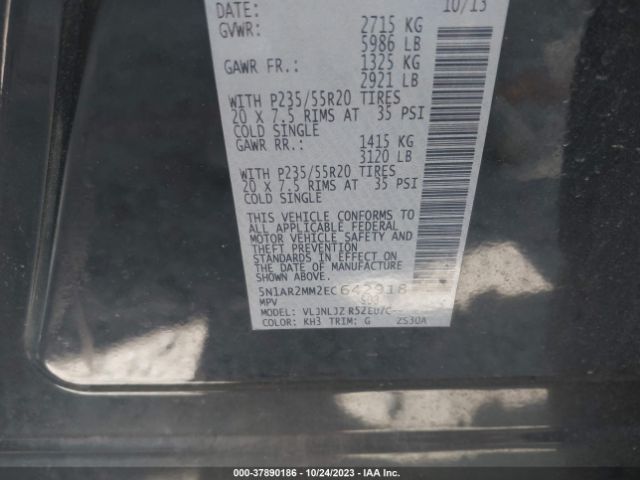 DATE: 10/13
GVWR: 2715 KG
5986 LB
GAWR FR.: 1325 KG
2921 LB
WITH P235/55R20 TIRES
20 X 7.5 RIMS AT 35 PSI
COLD SINGLE
GAWR RR.: 1415 KG
3120 LB
WITH P235/55R20 TIRES
20 X 7.5 RIMS AT 35 PSI
COLD SINGLE
THIS VEHICLE CONFORMS TO
ALL APPLICABLE FEDERAL
MOTOR VEHICLE SAFETY AND
THEFT PREVENTION
STANDARDS IN EFFECT ON
THE DATE OF MANUFACTURE
SHOWN ABOVE.
5N1AR2MM2EC642918
MPV
MODEL:
COLOR: KH3 TRIM: G ZS30A
000-37890186 - 10/24/2023 - IAA Inc.